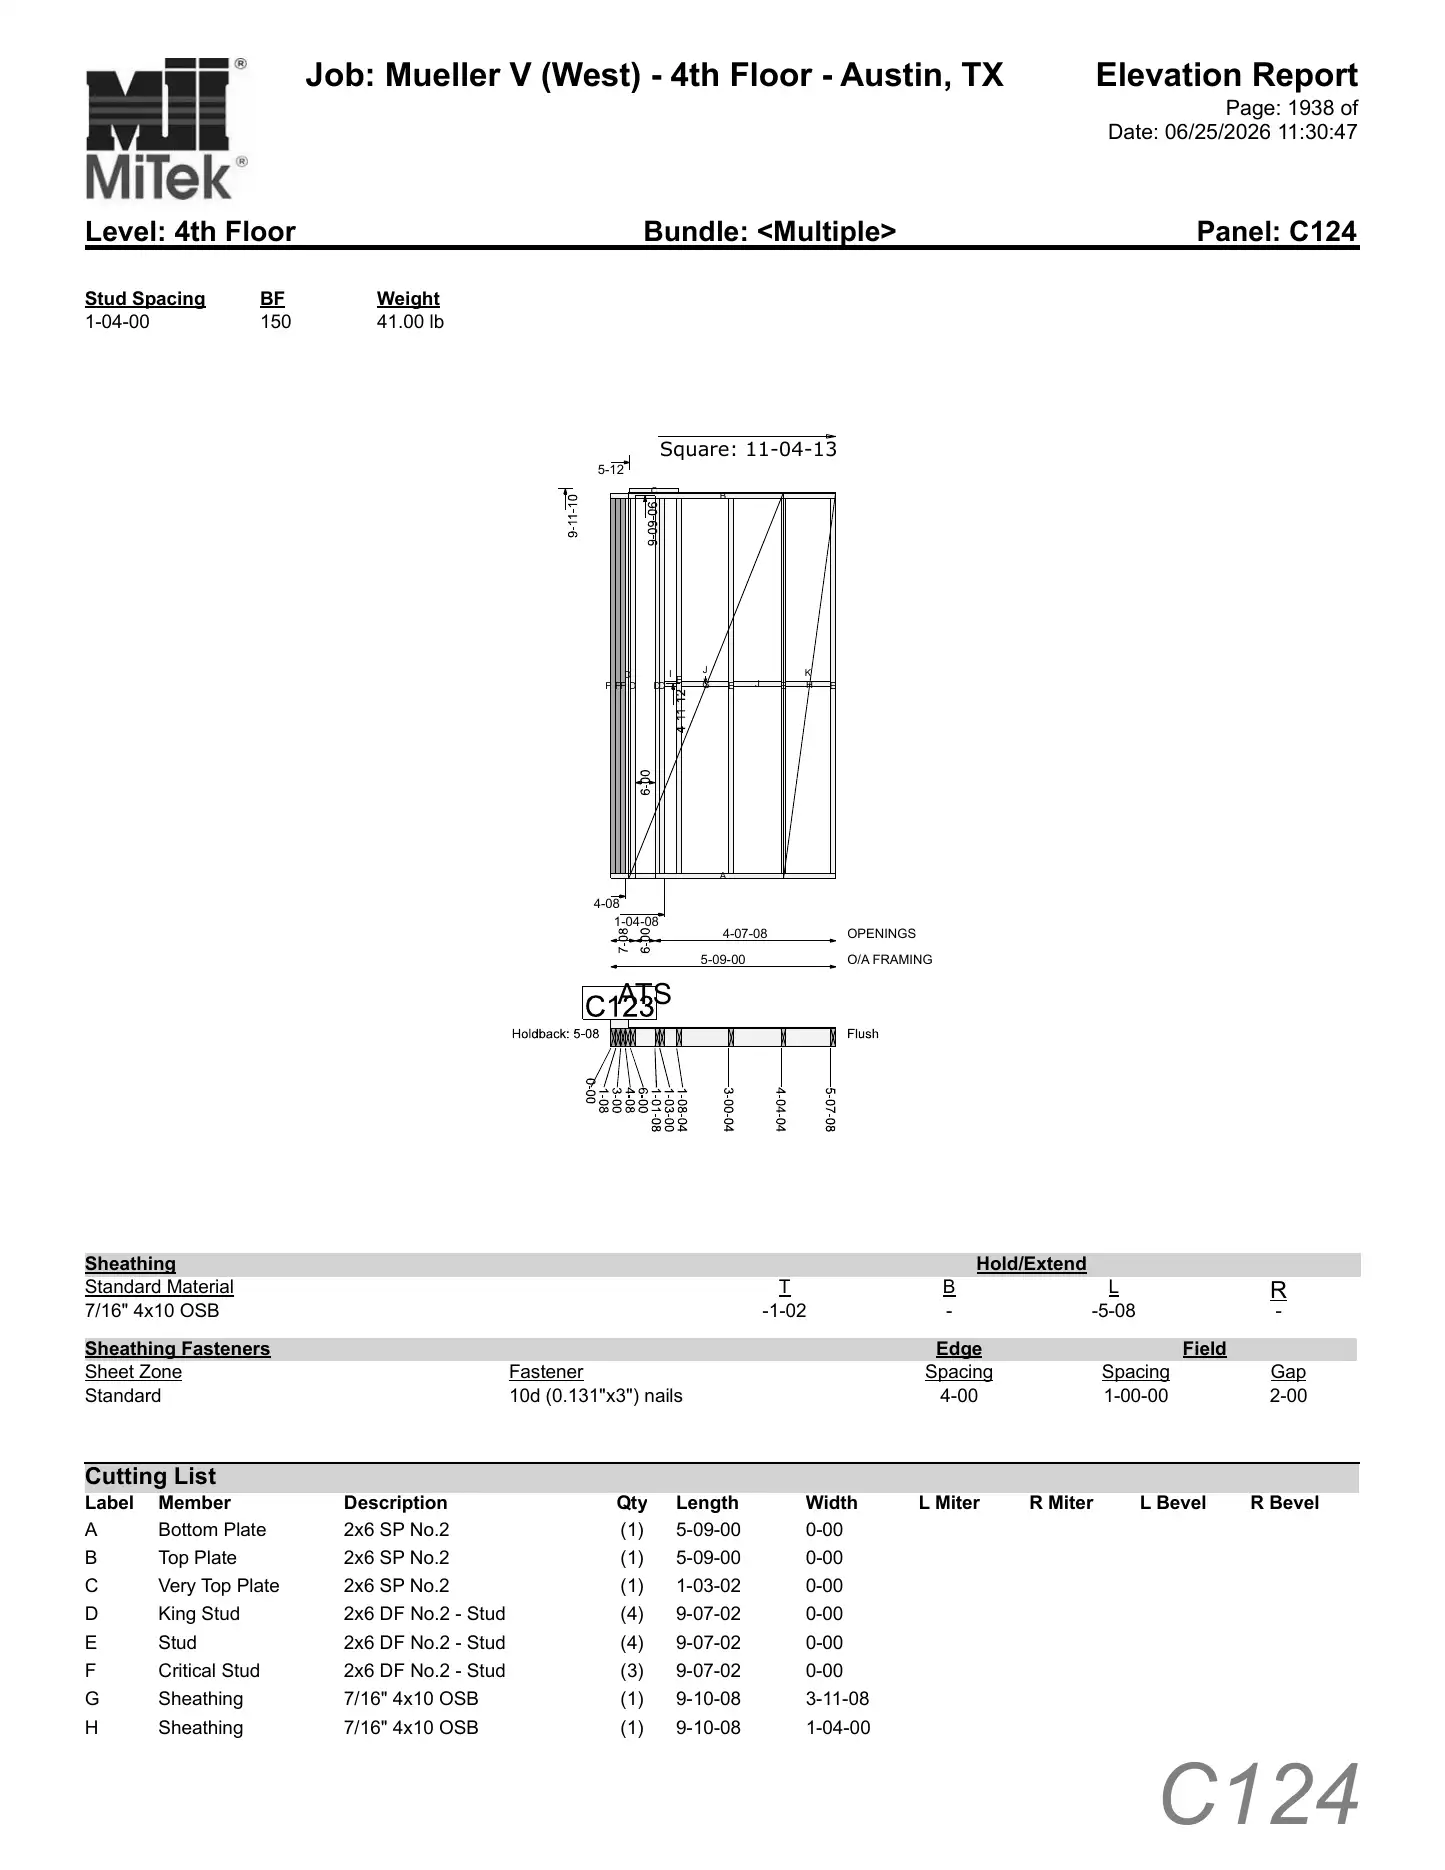 Job: Mueller V (West) - 4th Floor - Austin, TX
Elevation Report
Page: 1938 of
Date: 06/25/2026 11:30:47
MiTek
Level: 4th Floor Bundle: <Multiple> Panel: C124
Stud Spacing BF Weight
1-04-00 150 41.00 lb
Square: 11-04-13
5-12
9-11-10
9-09-06
B
J
I
K
E
J
H
6-00
A
4-08
1-04-08
7-08
6-00
4-07-08 OPENINGS
5-09-00 O/A FRAMING
ATS
C123
Holdback: 5-08 Flush
0-00
1-08
3-00
4-08
6-00
1-01-08
1-03-00
1-08-04
3-00-04
4-04-04
5-07-08
Sheathing Hold/Extend
Standard Material T B L R
7/16" 4x10 OSB -1-02 - -5-08 -
Sheathing Fasteners Edge Field
Sheet Zone Fastener Spacing Spacing Gap
Standard 10d (0.131"x3") nails 4-00 1-00-00 2-00
Cutting List
Label Member Description Qty Length Width L Miter R Miter L Bevel R Bevel
A Bottom Plate 2x6 SP No.2 (1) 5-09-00 0-00
B Top Plate 2x6 SP No.2 (1) 5-09-00 0-00
C Very Top Plate 2x6 SP No.2 (1) 1-03-02 0-00
D King Stud 2x6 DF No.2 - Stud (4) 9-07-02 0-00
E Stud 2x6 DF No.2 - Stud (4) 9-07-02 0-00
F Critical Stud 2x6 DF No.2 - Stud (3) 9-07-02 0-00
G Sheathing 7/16" 4x10 OSB (1) 9-10-08 3-11-08
H Sheathing 7/16" 4x10 OSB (1) 9-10-08 1-04-00
C124